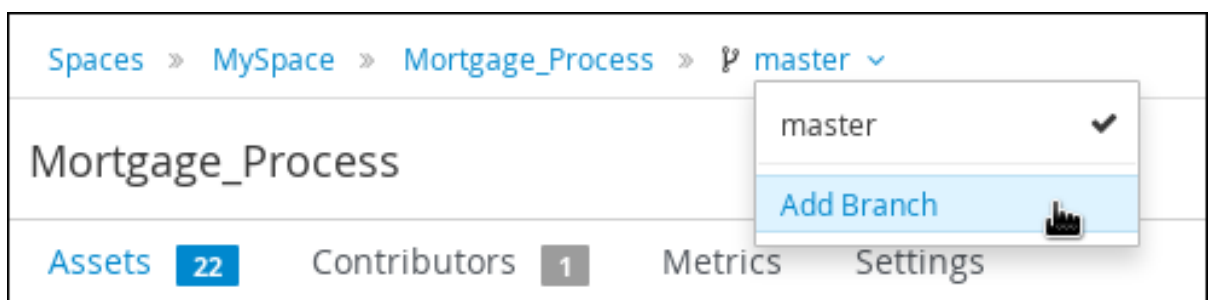 Spaces » MySpace » Mortgage_Process » master
master
Mortgage_Process
Add Branch
Assets 22 Contributors 1 Metrics Settings